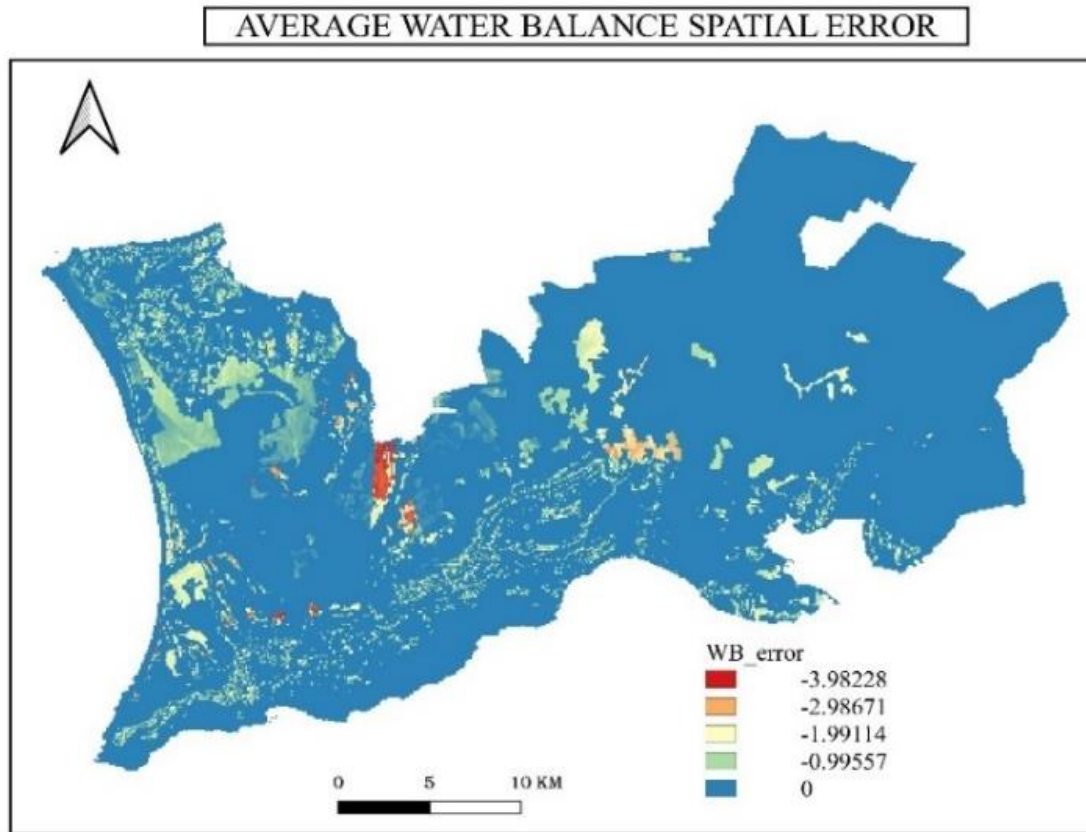 AVERAGE WATER BALANCE SPATIAL ERROR
WB_error
-3.98228
-2.98671
-1.99114
-0.99557
0
0 5 10 KM